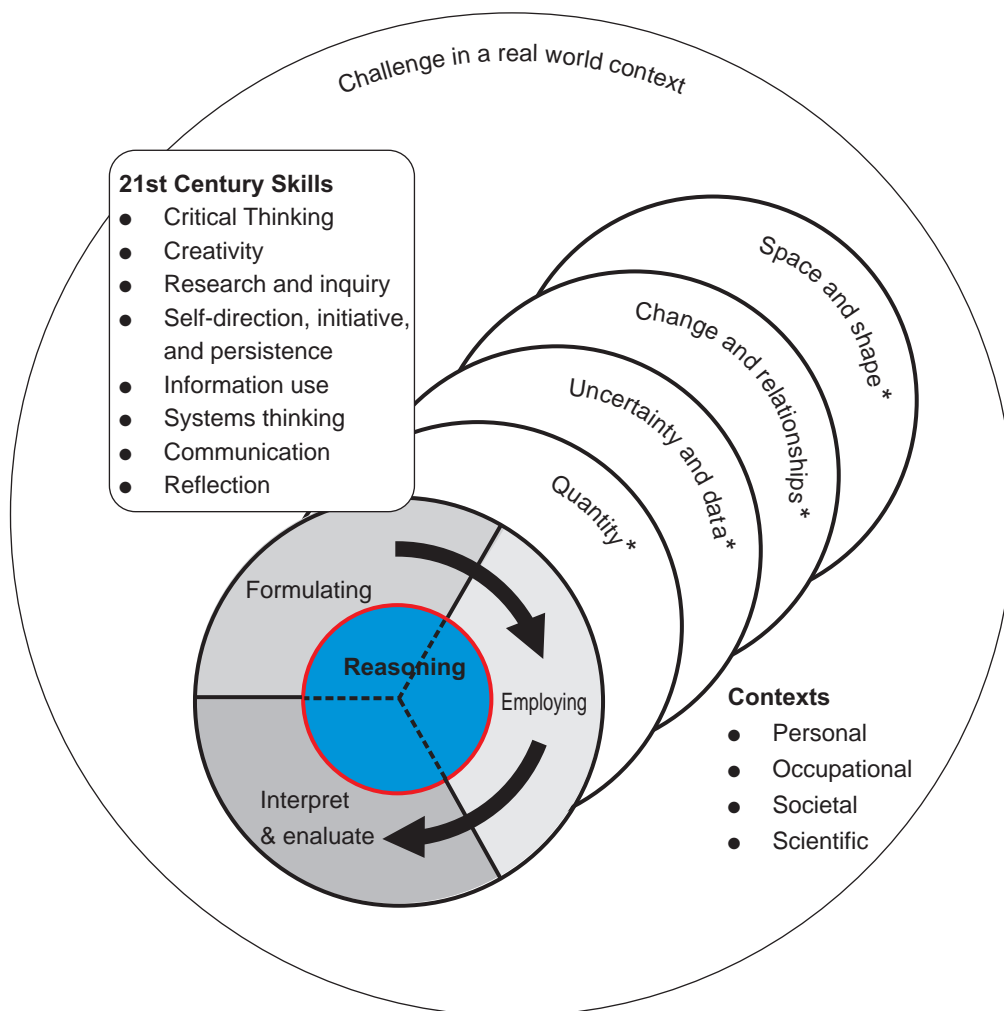 Challenge in a real world context
21st Century Skills
● Critical Thinking
● Creativity
● Research and inquiry
● Self-direction, initiative,
and persistence
● Information use
● Systems thinking
● Communication
● Reflection
Space and shape*
Change and relationships*
Uncertainty and data*
Quantity*
Formulating
Reasoning
Employing
Interpret
& enaluate
Contexts
● Personal
● Occupational
● Societal
● Scientific